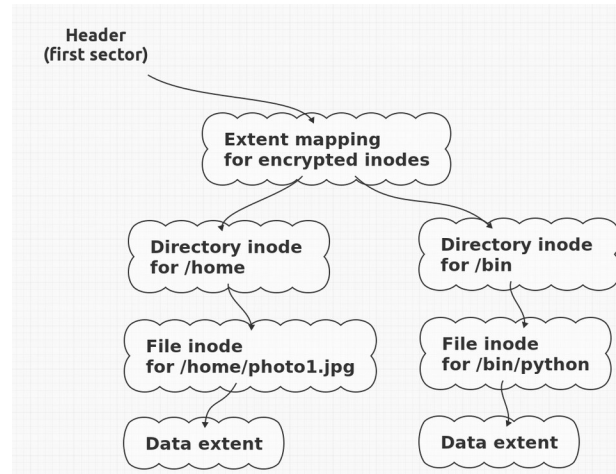 Header
(first sector)
Extent mapping
for encrypted inodes
Directory inode
for /home
Directory inode
for /bin
File inode
for /home/photo1.jpg
File inode
for /bin/python
Data extent
Data extent